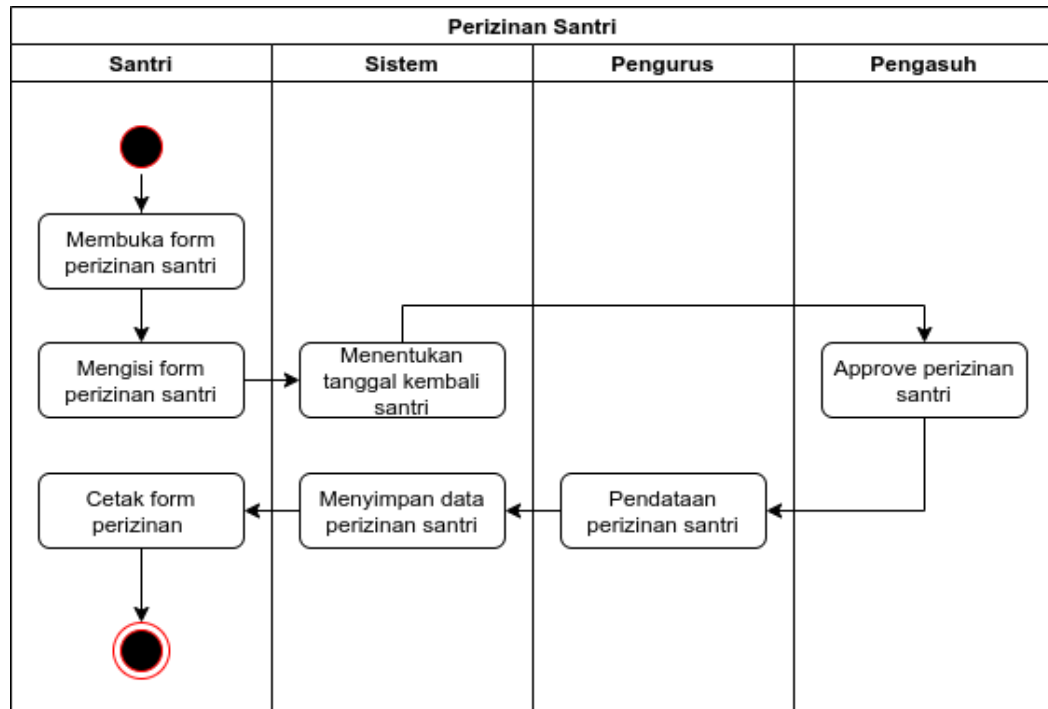 Perizinan Santri
Santri
Sistem
Pengurus
Pengasuh
Membuka form
perizinan santri
Mengisi form
perizinan santri
Menentukan
tanggal kembali
santri
Approve perizinan
santri
Cetak form
perizinan
Menyimpan data
perizinan santri
Pendataan
perizinan santri